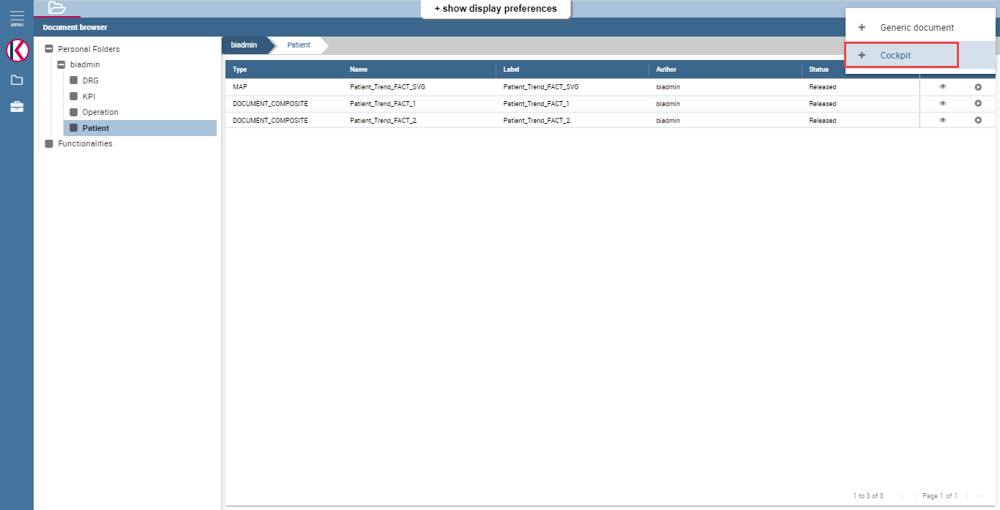 + show display preferences
MENU
Document browser
+ Generic document
+ Cockpit
Personal Folders
biadmin
DRG
KPI
Operation
Patient
Functionalities
biadmin Patient
Type Name Label Author Status
MAP Patient_Trend_FACT_SVG Patient_Trend_FACT_SVG biadmin Released
DOCUMENT_COMPOSITE Patient_Trend_FACT_1 Patient_Trend_FACT_1 biadmin Released
DOCUMENT_COMPOSITE Patient_Trend_FACT_2 Patient_Trend_FACT_2 biadmin Released
1 to 3 of 3 Page 1 of 1